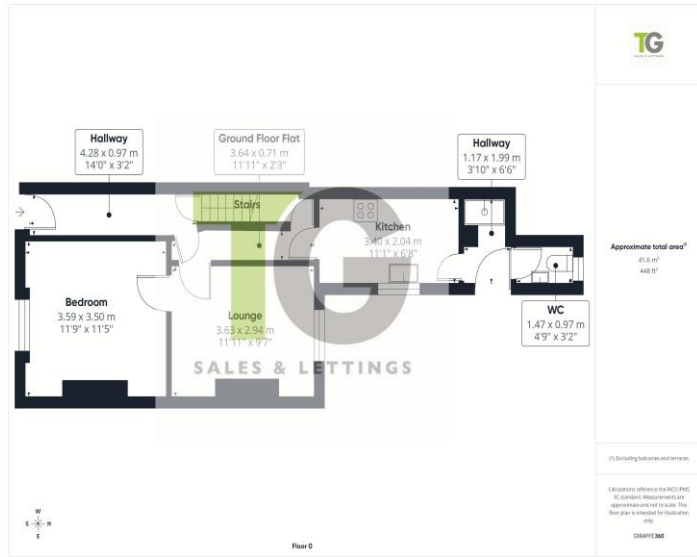 TG
SALES & LETTINGS
Hallway
4.28 x 0.97 m
14'0" x 3'2"
Ground Floor Flat
3.64 x 0.71 m
11'11" x 2'3"
Hallway
1.17 x 1.99 m
3'10" x 6'6"
Stairs
Kitchen
3.40 x 2.04 m
11'1" x 6'8"
Bedroom
3.59 x 3.50 m
11'9" x 11'5"
Lounge
3.63 x 2.94 m
11'11" x 9'7"
WC
1.47 x 0.97 m
4'9" x 3'2"
TG
SALES & LETTINGS
Approximate total area(1)
41.6 m²
448 ft²
(1) Excluding balconies and terraces
Calculations reference the RICS IPMS
3C standard. Measurements are
approximate and not to scale. This
floor plan is intended for illustration
only.
GIRAFFE360
W
S N
E
Floor 0